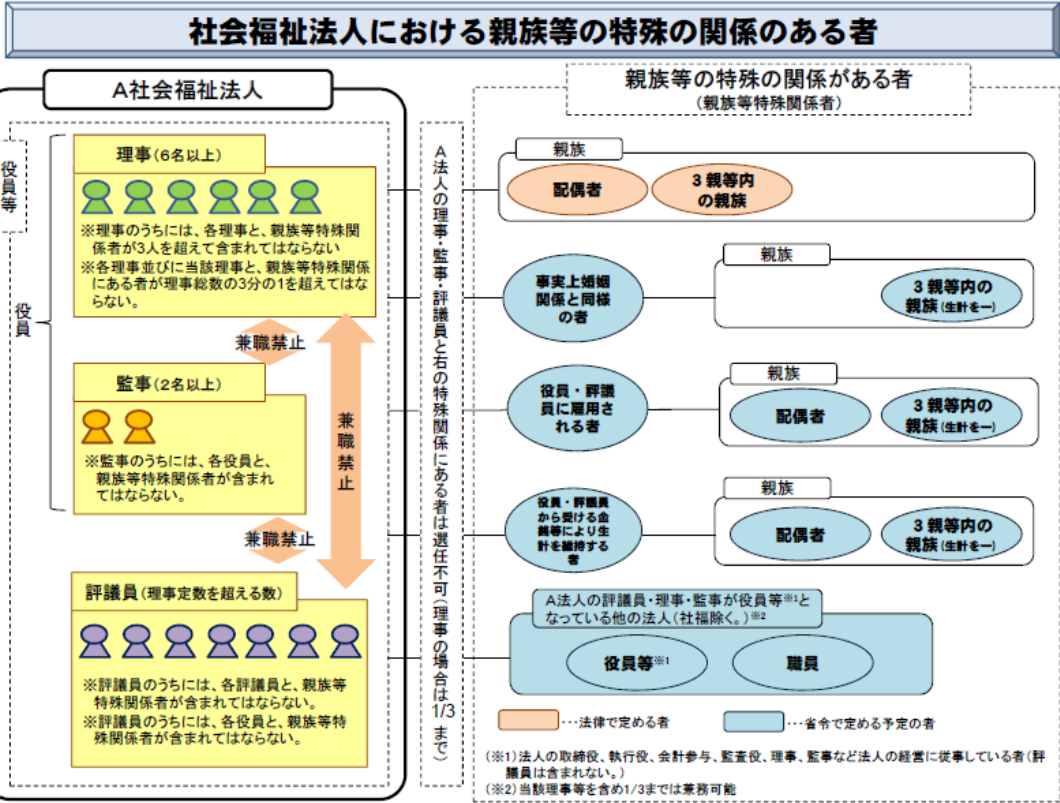 社会福祉法人における親族等の特殊の関係のある者
A社会福祉法人
役員等
役員
理事(6名以上)
※理事のうちには、各理事と、親族等特殊関
係者が3人を超えて含まれてはならない
※各理事並びに当該理事と、親族等特殊関係
にある者が理事総数の3分の1を超えてはな
らない。
兼職禁止
監事(2名以上)
※監事のうちには、各役員と、
親族等特殊関係者が含まれ
てはならない。
兼職禁止
兼職禁止
評議員(理事定数を超える数)
※評議員のうちには、各評議員と、親族等
特殊関係者が含まれてはならない。
※評議員のうちには、各役員と、親族等特
殊関係者が含まれてはならない。
A法人の理事・監事・評議員と右の特殊関係にある者は選任不可(理事の場合は1/3まで)
親族等の特殊の関係がある者
(親族等特殊関係者)
親族
配偶者
3親等内
の親族
事実上婚姻
関係と同様
の者
親族
3親等内の
親族(生計を一)
役員・評議
員に雇用さ
れる者
親族
配偶者
3親等内の
親族(生計を一)
役員・評議員
から受ける金
銭等により生
計を維持する
者
親族
配偶者
3親等内の
親族(生計を一)
A法人の評議員・理事・監事が役員等※1と
なっている他の法人(社福除く。)※2
役員等※1
職員
・・・法律で定める者
・・・省令で定める予定の者
(※1)法人の取締役、執行役、会計参与、監査役、理事、監事など法人の経営に従事している者(評
議員は含まれない。)
(※2)当該理事等を含め1/3までは兼務可能